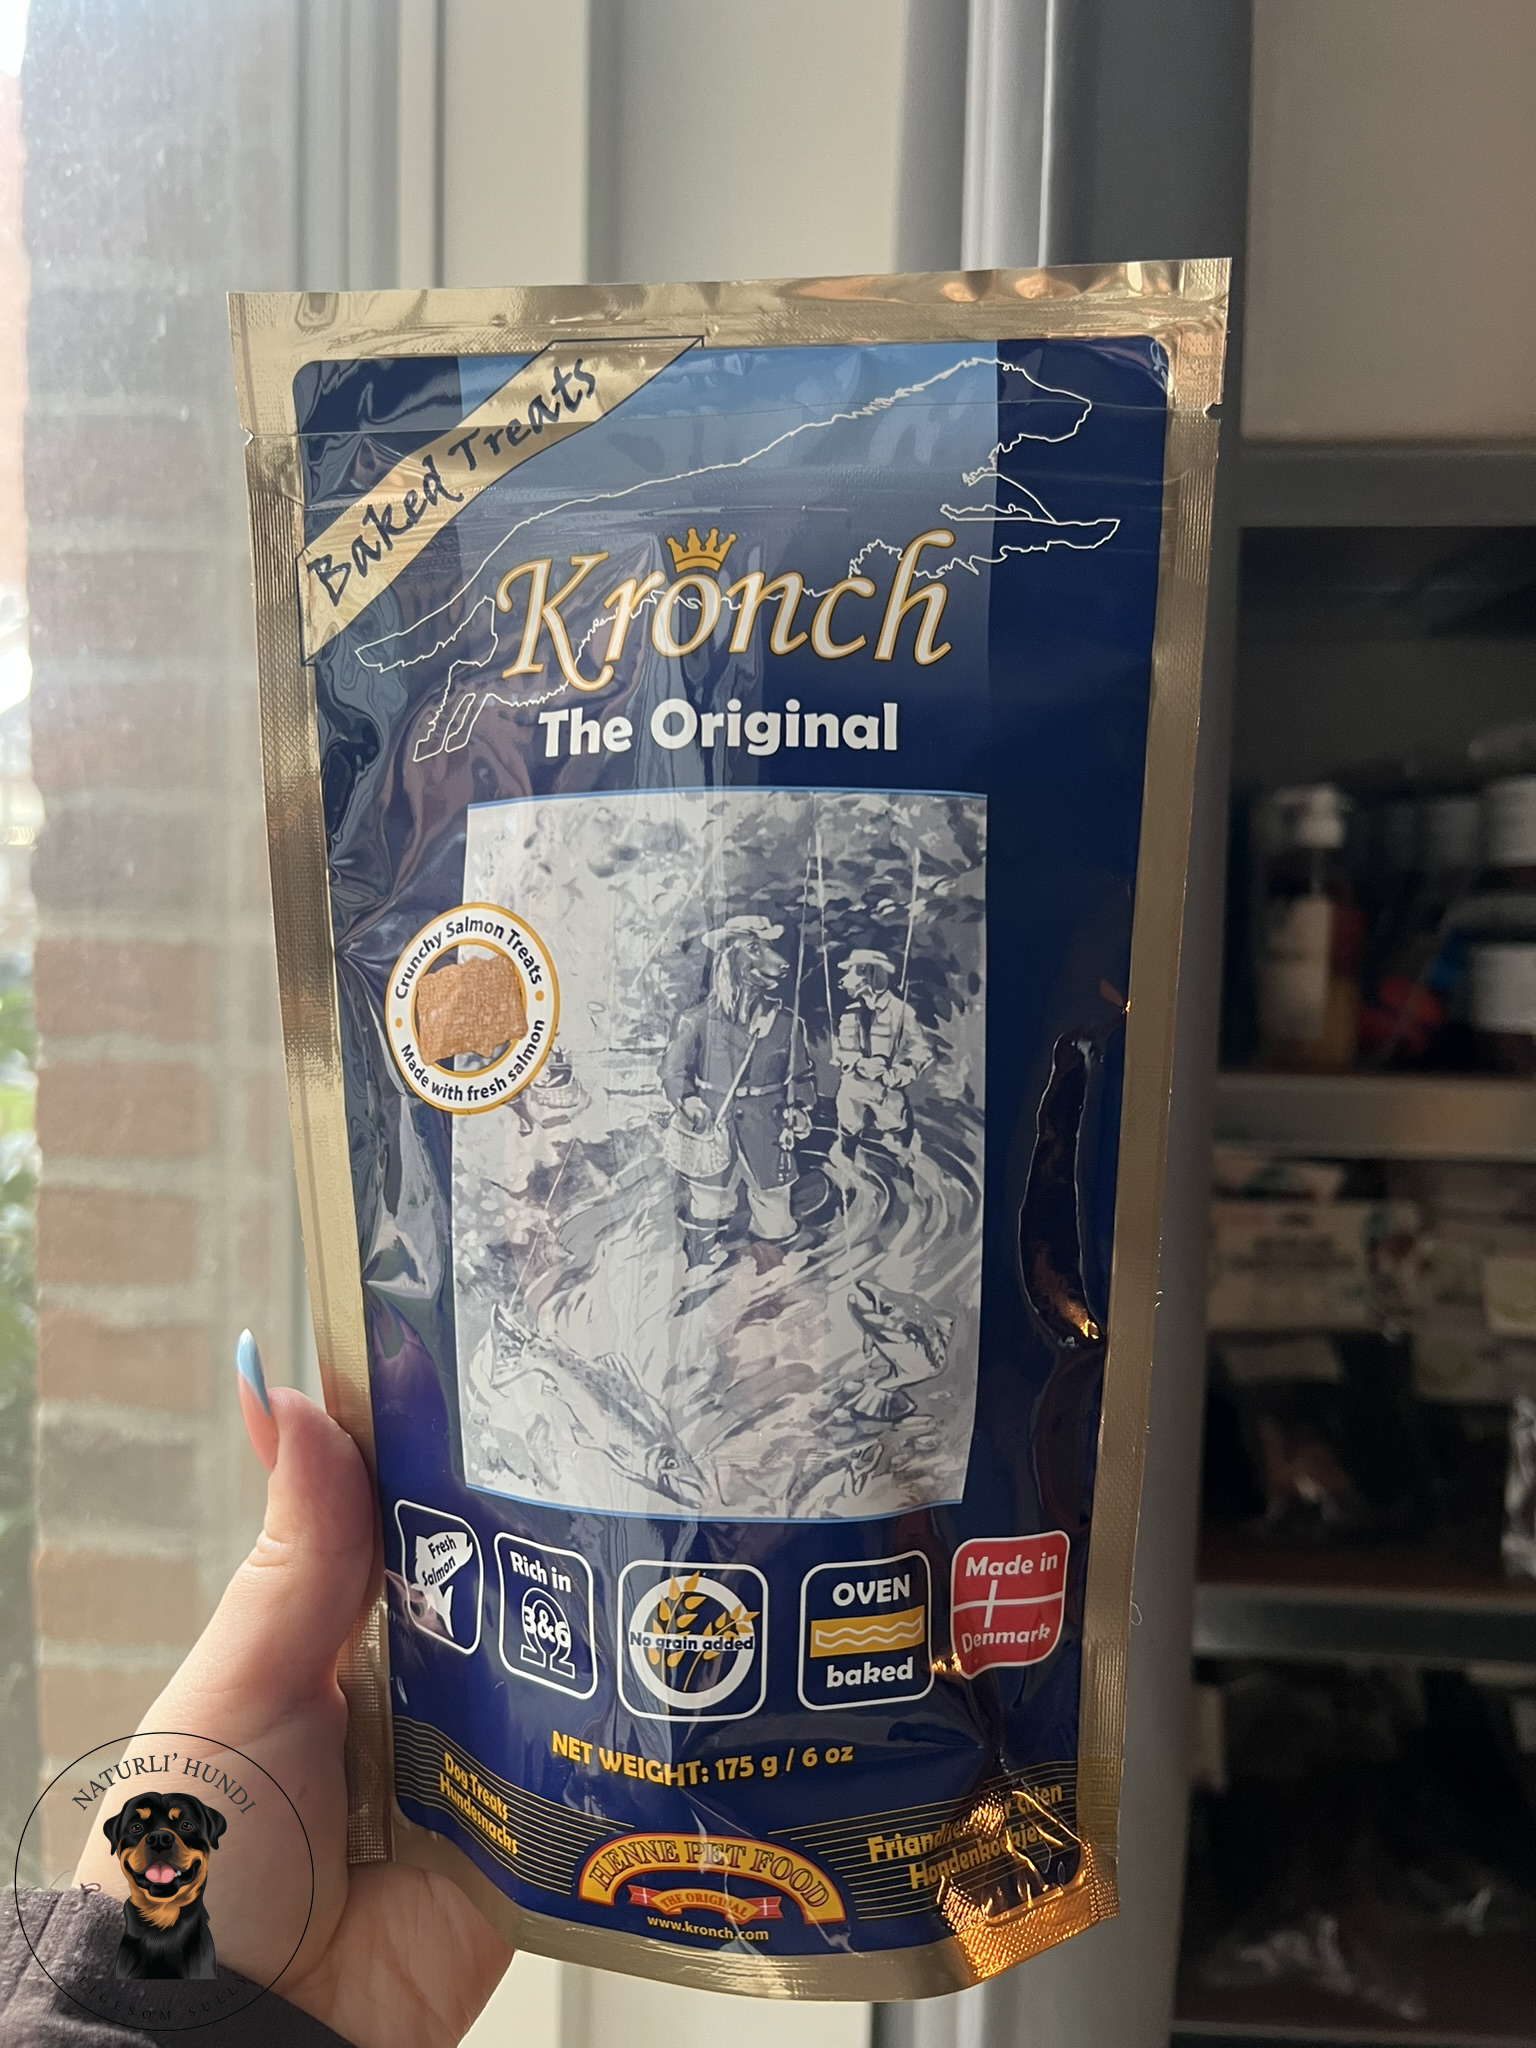 Baked Treats
Kronch
The Original
Crunchy Salmon Treats
Made with fresh salmon
Fresh
Salmon
Rich in
3&6
No grain added
OVEN
baked
Made in
Denmark
NET WEIGHT: 175 g / 6 oz
Dog Treats
Hundesnacks
HENNE PET FOOD
THE ORIGINAL
www.kronch.com
NATURLI' HUNDI